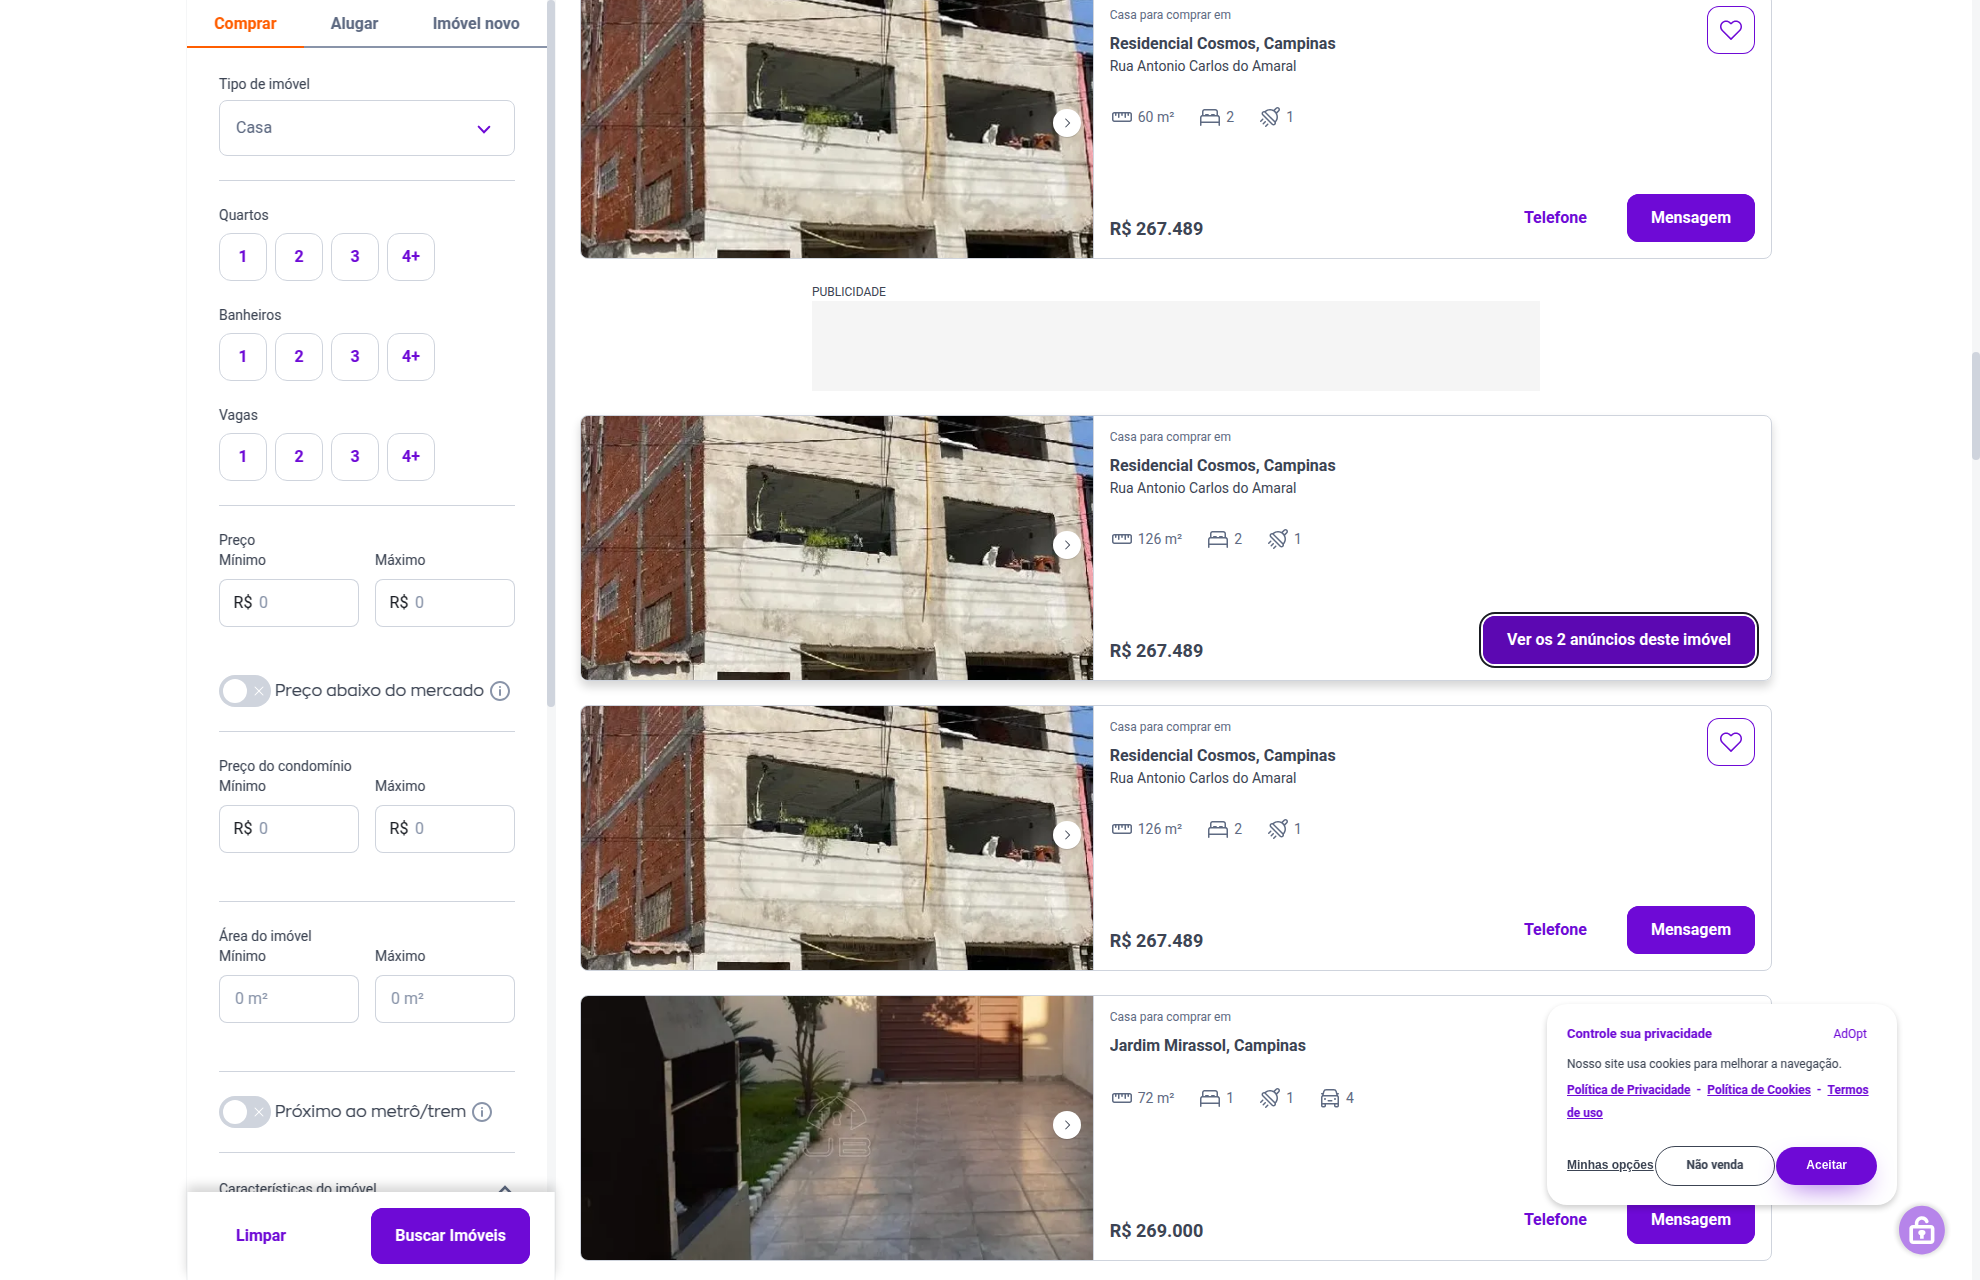 Comprar
Alugar
Imóvel novo
Tipo de imóvel
Casa
Quartos
1
2
3
4+
Banheiros
1
2
3
4+
Vagas
1
2
3
4+
Preço
Mínimo
Máximo
R$ 0
R$ 0
Preço abaixo do mercado
Preço do condomínio
Mínimo
Máximo
R$ 0
R$ 0
Área do imóvel
Mínimo
Máximo
0 m²
0 m²
Próximo ao metrô/trem
Características do imóvel
Limpar
Buscar Imóveis
Casa para comprar em
Residencial Cosmos, Campinas
Rua Antonio Carlos do Amaral
60 m²
2
1
R$ 267.489
Telefone
Mensagem
PUBLICIDADE
Casa para comprar em
Residencial Cosmos, Campinas
Rua Antonio Carlos do Amaral
126 m²
2
1
R$ 267.489
Ver os 2 anúncios deste imóvel
Casa para comprar em
Residencial Cosmos, Campinas
Rua Antonio Carlos do Amaral
126 m²
2
1
R$ 267.489
Telefone
Mensagem
UB
Casa para comprar em
Jardim Mirassol, Campinas
72 m²
1
1
4
R$ 269.000
Telefone
Mensagem
Controle sua privacidade
AdOpt
Nosso site usa cookies para melhorar a navegação.
Política de Privacidade - Política de Cookies - Termos
de uso
Minhas opções
Não venda
Aceitar